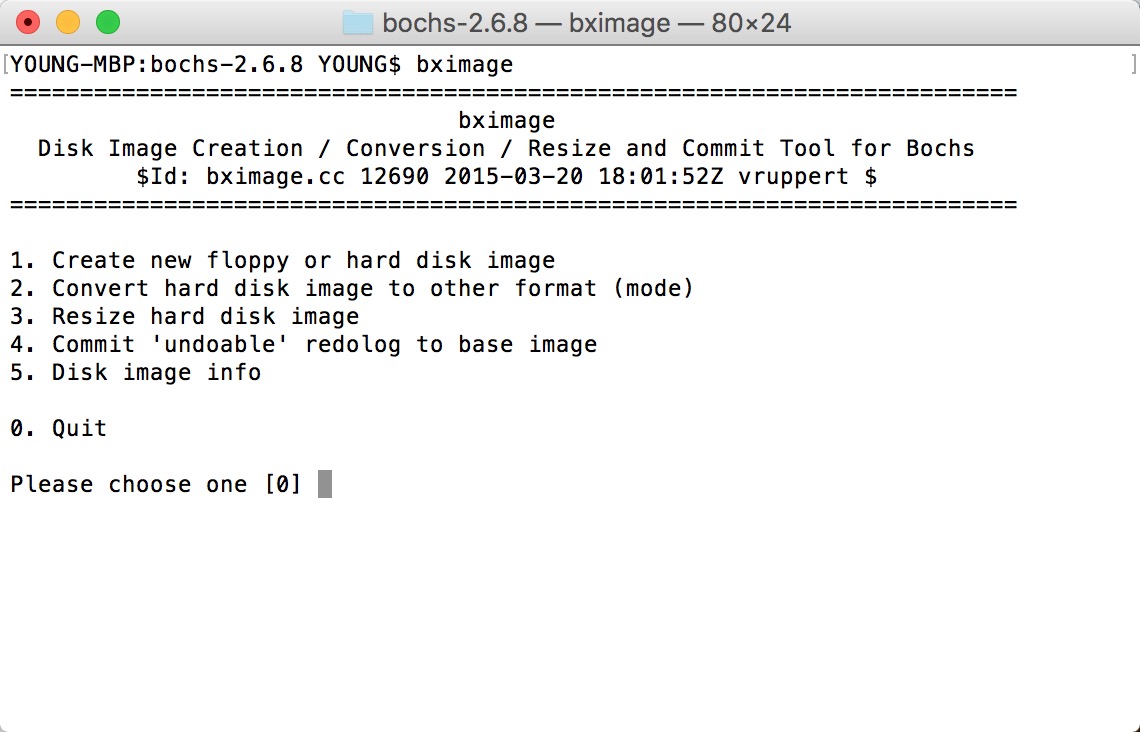 bochs-2.6.8 — bximage — 80×24
[YOUNG-MBP:bochs-2.6.8 YOUNG$ bximage ]
========================================================================
bximage
Disk Image Creation / Conversion / Resize and Commit Tool for Bochs
$Id: bximage.cc 12690 2015-03-20 18:01:52Z vruppert $
========================================================================
1. Create new floppy or hard disk image
2. Convert hard disk image to other format (mode)
3. Resize hard disk image
4. Commit 'undoable' redolog to base image
5. Disk image info
0. Quit
Please choose one [0]